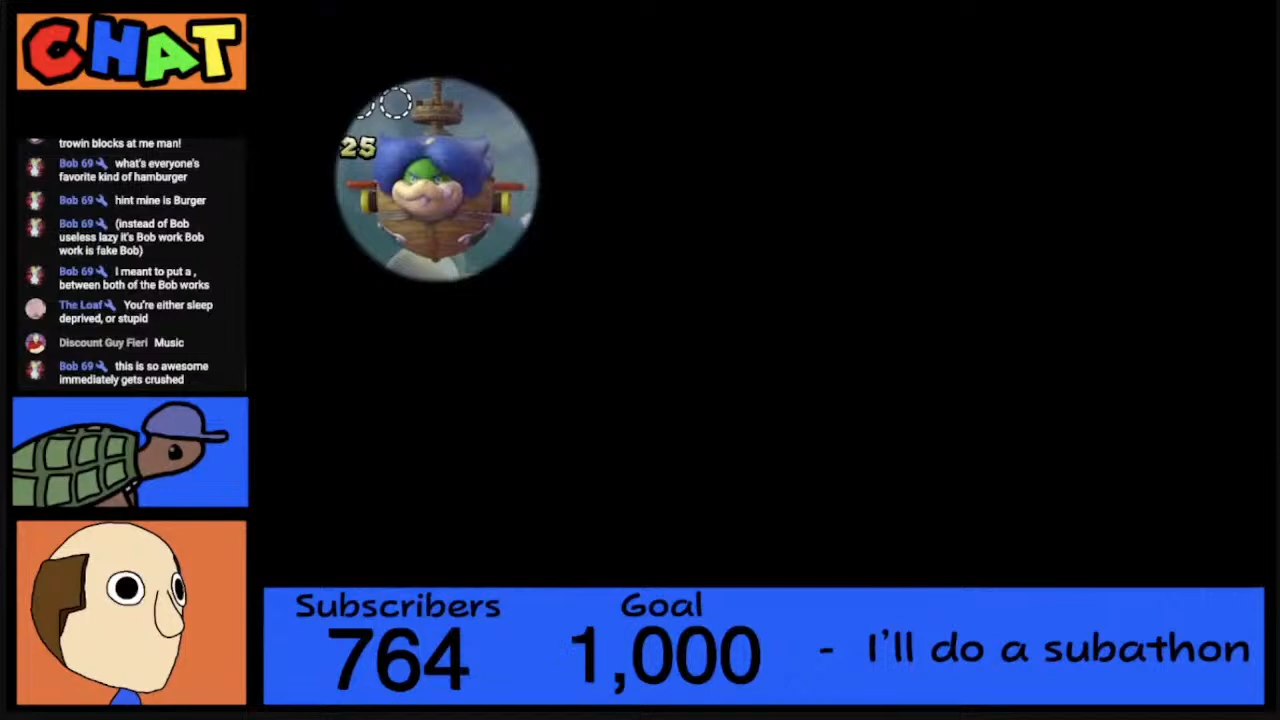 CHAT
trowin blocks at me man!
Bob 69 what's everyone's
favorite kind of hamburger
Bob 69 hint mine is Burger
Bob 69 (instead of Bob
useless lazy it's Bob work Bob
work is fake Bob)
Bob 69 I meant to put a ,
between both of the Bob works
The Loaf You're either sleep
deprived, or stupid
Discount Guy Fieri Music
Bob 69 this is so awesome
immediately gets crushed
25
Subscribers
764
Goal
1,000
- I'll do a subathon